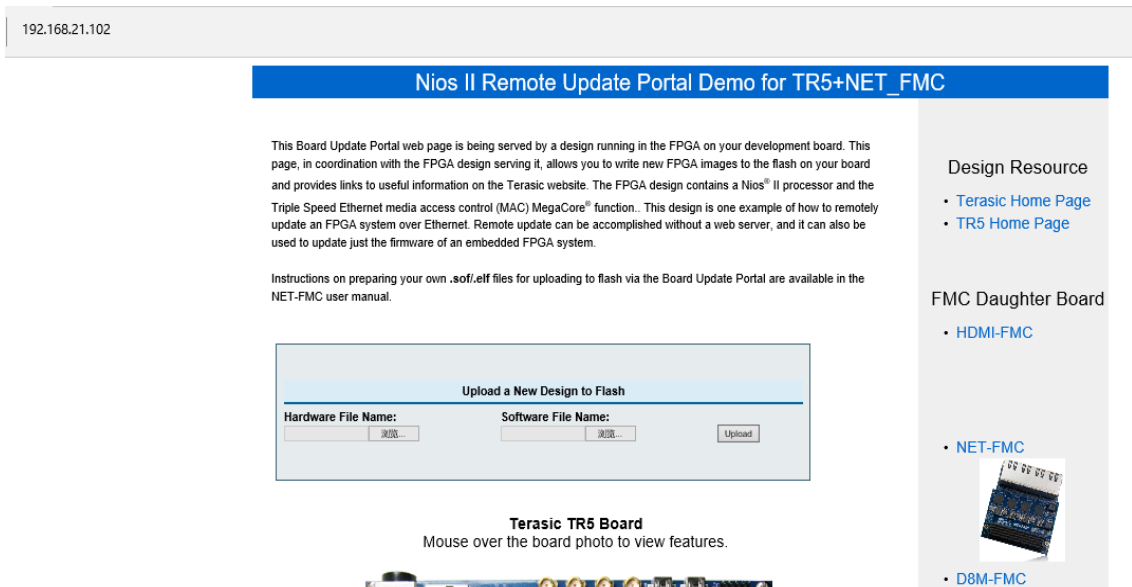 192.168.21.102
Nios II Remote Update Portal Demo for TR5+NET_FMC
This Board Update Portal web page is being served by a design running in the FPGA on your development board. This
page, in coordination with the FPGA design serving it, allows you to write new FPGA images to the flash on your board
and provides links to useful information on the Terasic website. The FPGA design contains a Nios® II processor and the
Triple Speed Ethernet media access control (MAC) MegaCore® function.. This design is one example of how to remotely
update an FPGA system over Ethernet. Remote update can be accomplished without a web server, and it can also be
used to update just the firmware of an embedded FPGA system.
Instructions on preparing your own .sof/.elf files for uploading to flash via the Board Update Portal are available in the
NET-FMC user manual.
Upload a New Design to Flash
Hardware File Name:
浏览...
Software File Name:
浏览...
Upload
Terasic TR5 Board
Mouse over the board photo to view features.
Design Resource
• Terasic Home Page
• TR5 Home Page
FMC Daughter Board
• HDMI-FMC
• NET-FMC
• D8M-FMC